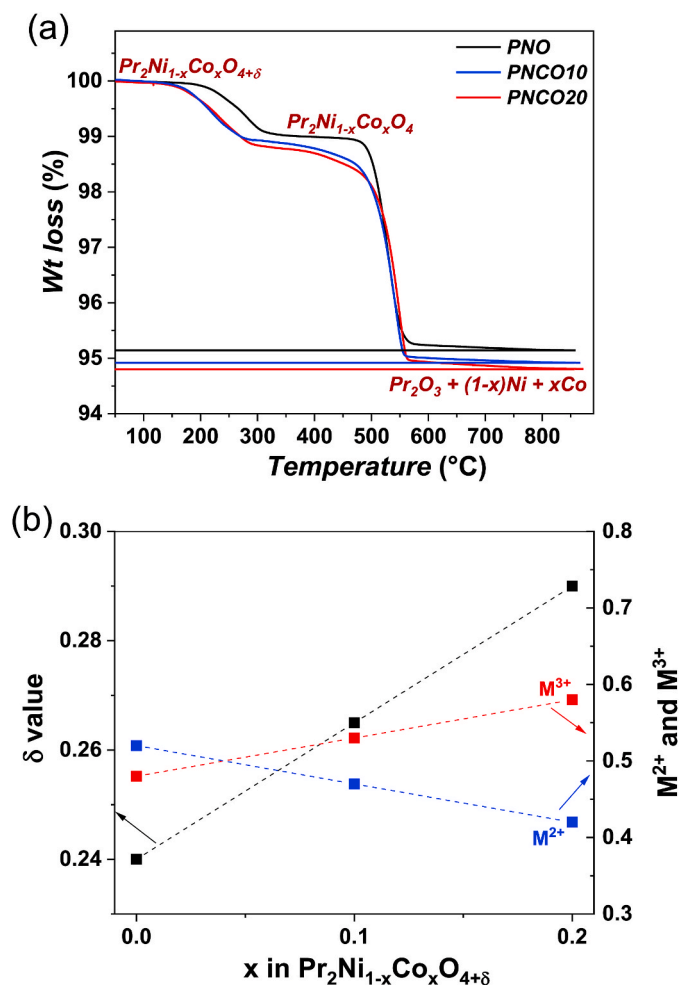 (a)
PNO
PNCO10
PNCO20
Pr₂Ni₁₋ₓCoₓO₄₊δ
Pr₂Ni₁₋ₓCoₓO₄
100
99
98
97
96
95
94
Wt loss (%)
Pr₂O₃ + (1-x)Ni + xCo
100 200 300 400 500 600 700 800
Temperature (°C)
(b)
0.30
0.28
0.26
0.24
δ value
0.8
0.7
0.6
0.5
0.4
0.3
M²⁺ and M³⁺
M³⁺
M²⁺
0.0 0.1 0.2
x in Pr₂Ni₁₋ₓCoₓO₄₊δ